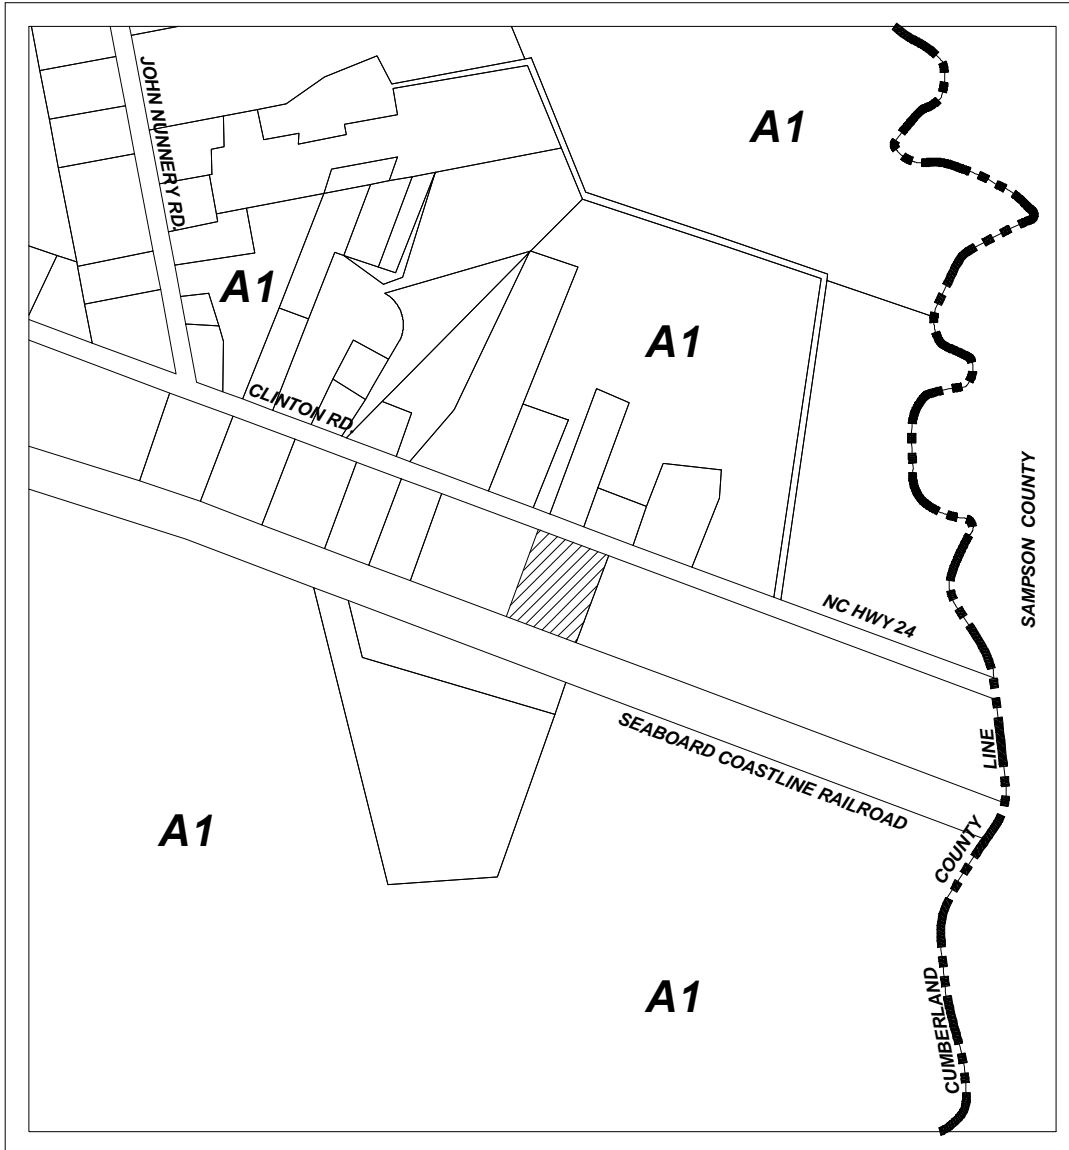 JOHN NUNNERY RD.
A1
A1
A1
CLINTON RD.
SAMPSON COUNTY
NC HWY 24
SEABOARD COASTLINE RAILROAD
A1
A1
CUMBERLAND COUNTY LINE